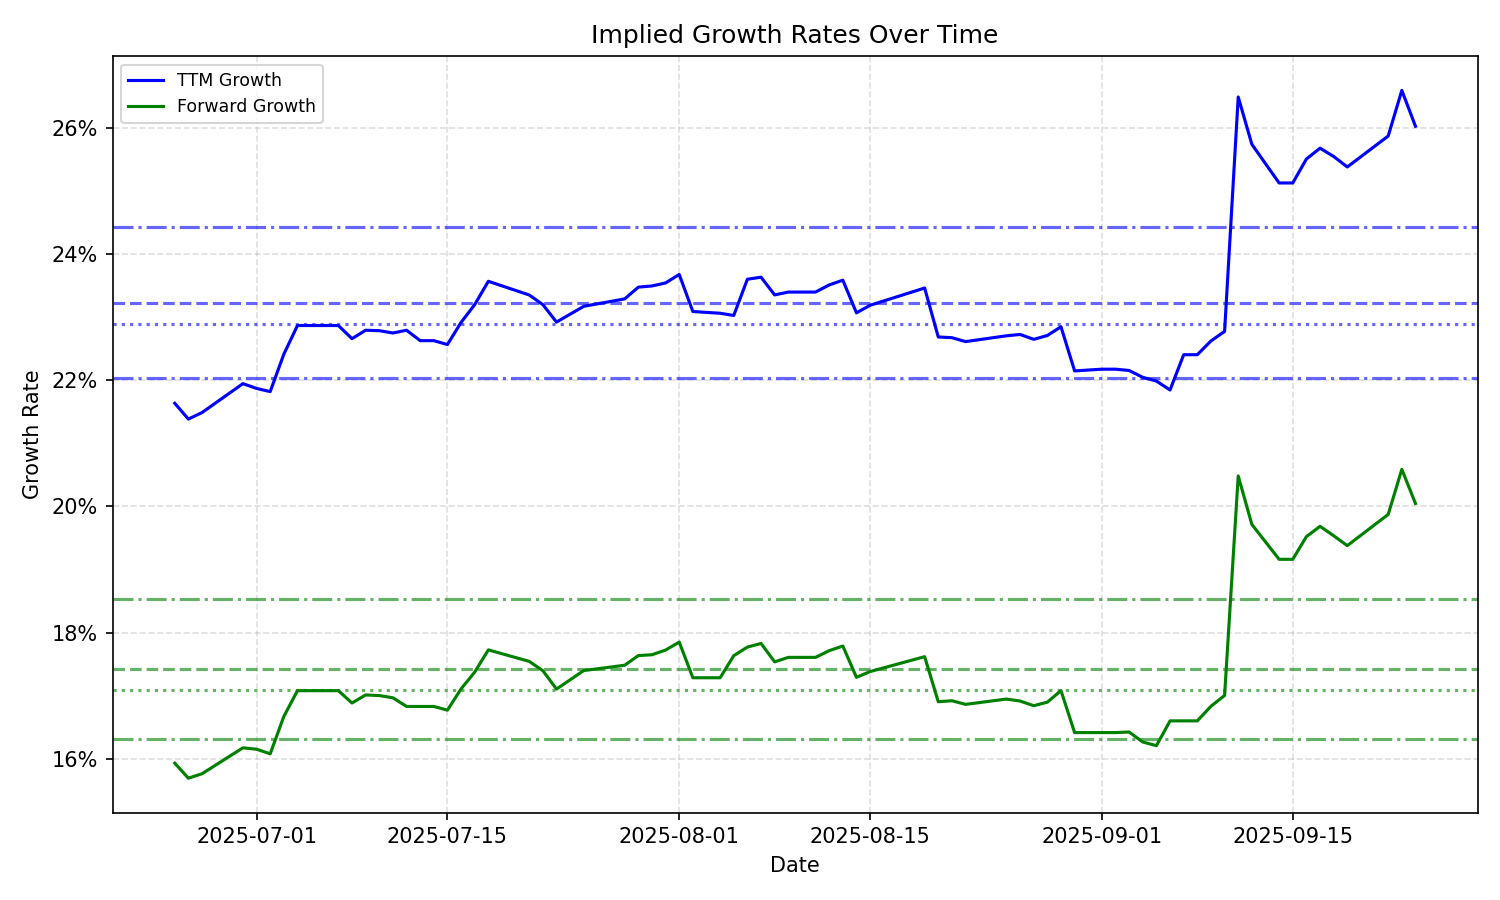 Implied Growth Rates Over Time
TTM Growth
Forward Growth
26%
24%
22%
20%
18%
16%
Growth Rate
2025-07-01
2025-07-15
2025-08-01
2025-08-15
2025-09-01
2025-09-15
Date